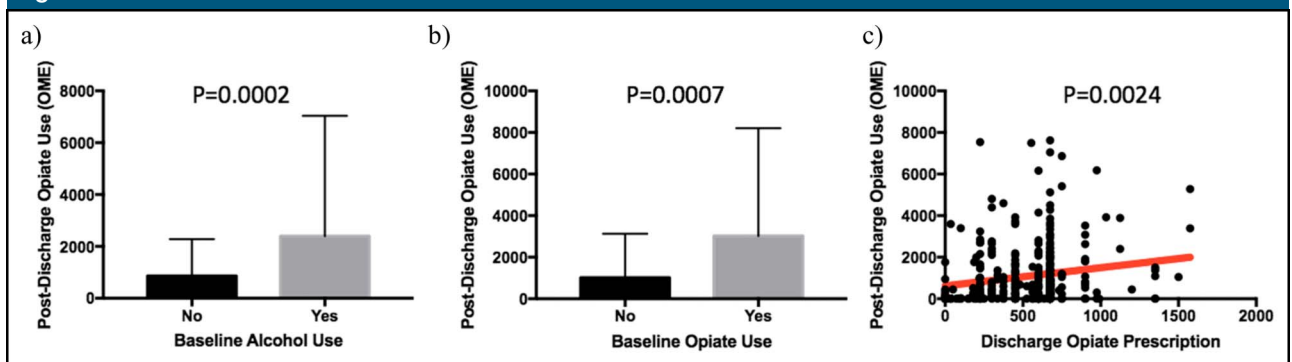 a)
P=0.0002
Post-Discharge Opiate Use (OME)
8000
6000
4000
2000
0
No Yes
Baseline Alcohol Use
b)
P=0.0007
Post-Discharge Opiate Use (OME)
10000
8000
6000
4000
2000
0
No Yes
Baseline Opiate Use
c)
P=0.0024
Post-Discharge Opiate Use (OME)
10000
8000
6000
4000
2000
0
0 500 1000 1500 2000
Discharge Opiate Prescription